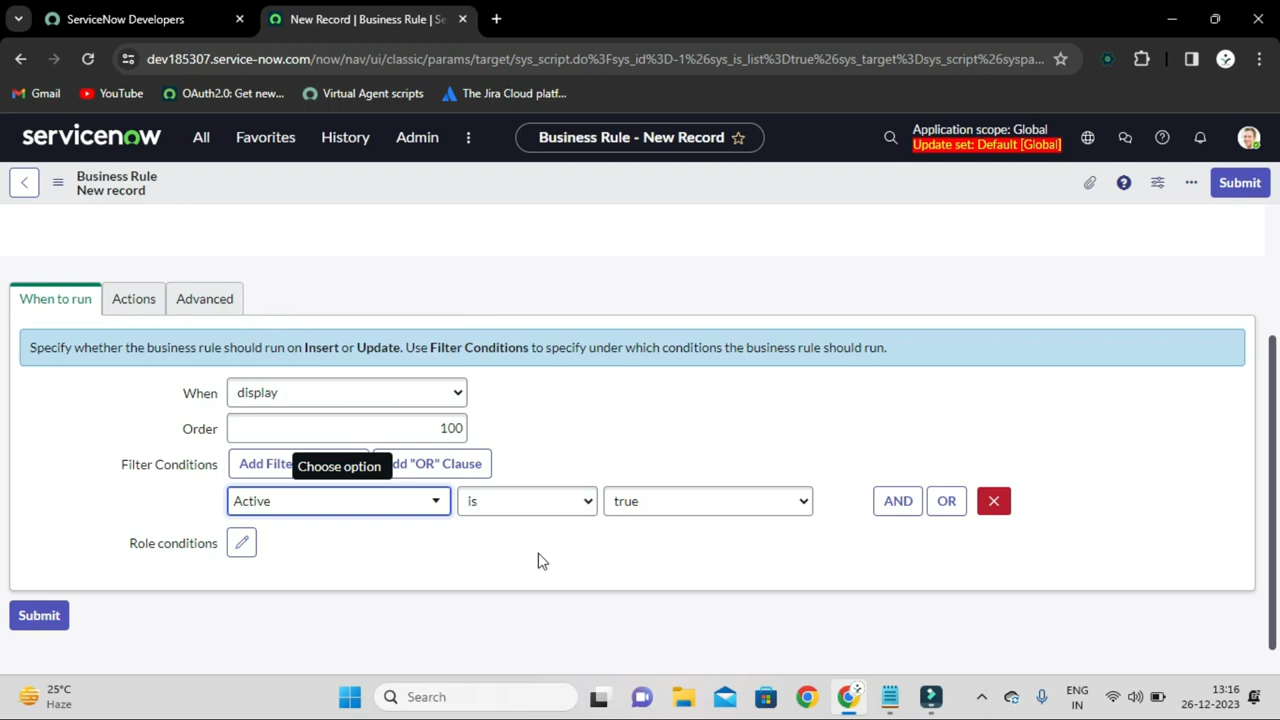 ServiceNow Developers
New Record | Business Rule | Se
dev185307.service-now.com/now/nav/ui/classic/params/target/sys_script.do%3Fsys_id%3D-1%26sys_is_list%3Dtrue%26sys_target%3Dsys_script%26syspa...
Gmail YouTube OAuth2.0: Get new... Virtual Agent scripts The Jira Cloud platf...
servicenow All Favorites History Admin Business Rule - New Record Application scope: Global
Update set: Default [Global]
Business Rule
New record
Submit
When to run Actions Advanced
Specify whether the business rule should run on Insert or Update. Use Filter Conditions to specify under which conditions the business rule should run.
When display
Order 100
Filter Conditions Add Filte Choose option dd "OR" Clause
Active is true AND OR
Role conditions
Submit
25°C
Haze
Search
ENG
IN
13:16
26-12-2023